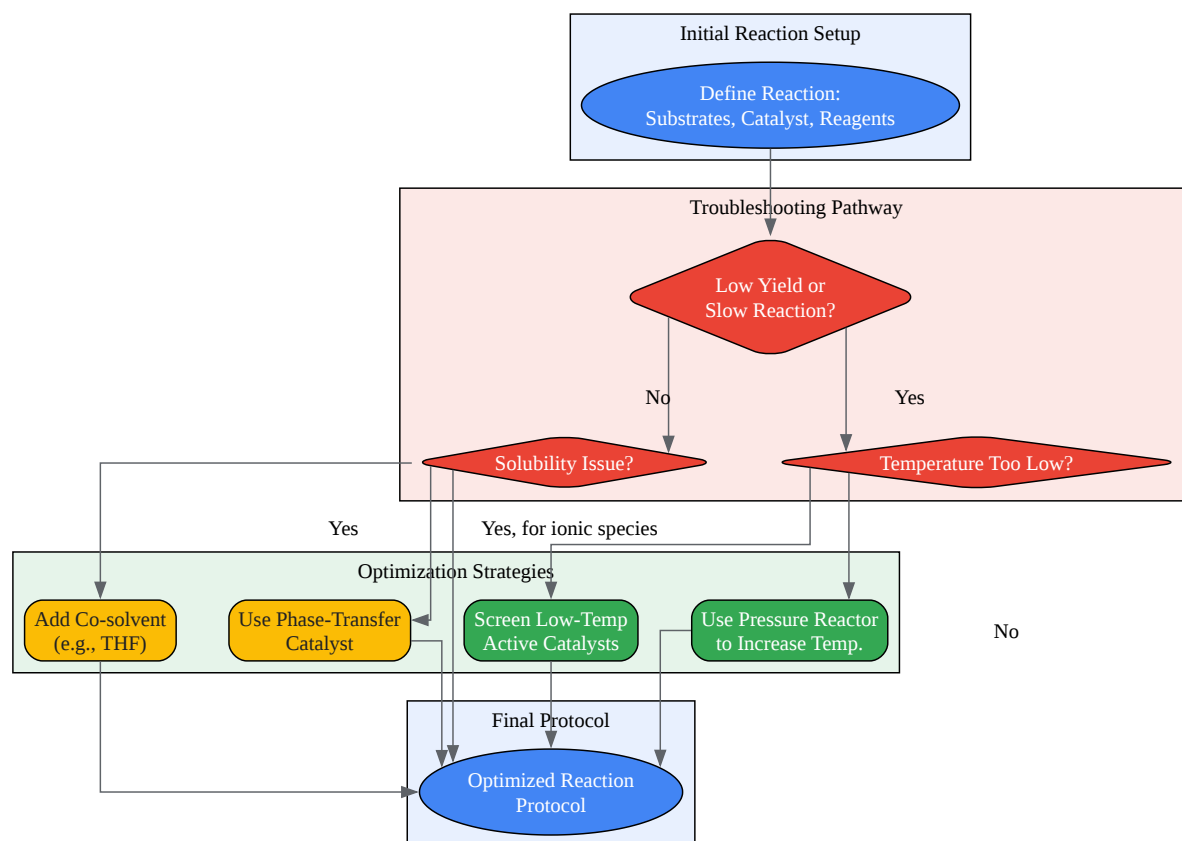 Initial Reaction Setup
Define Reaction:
Substrates, Catalyst, Reagents
Troubleshooting Pathway
Low Yield or
Slow Reaction?
No
Yes
Solubility Issue?
Temperature Too Low?
Yes
Yes, for ionic species
Optimization Strategies
Add Co-solvent
(e.g., THF)
Use Phase-Transfer
Catalyst
Screen Low-Temp
Active Catalysts
Use Pressure Reactor
to Increase Temp.
No
Final Protocol
Optimized Reaction
Protocol